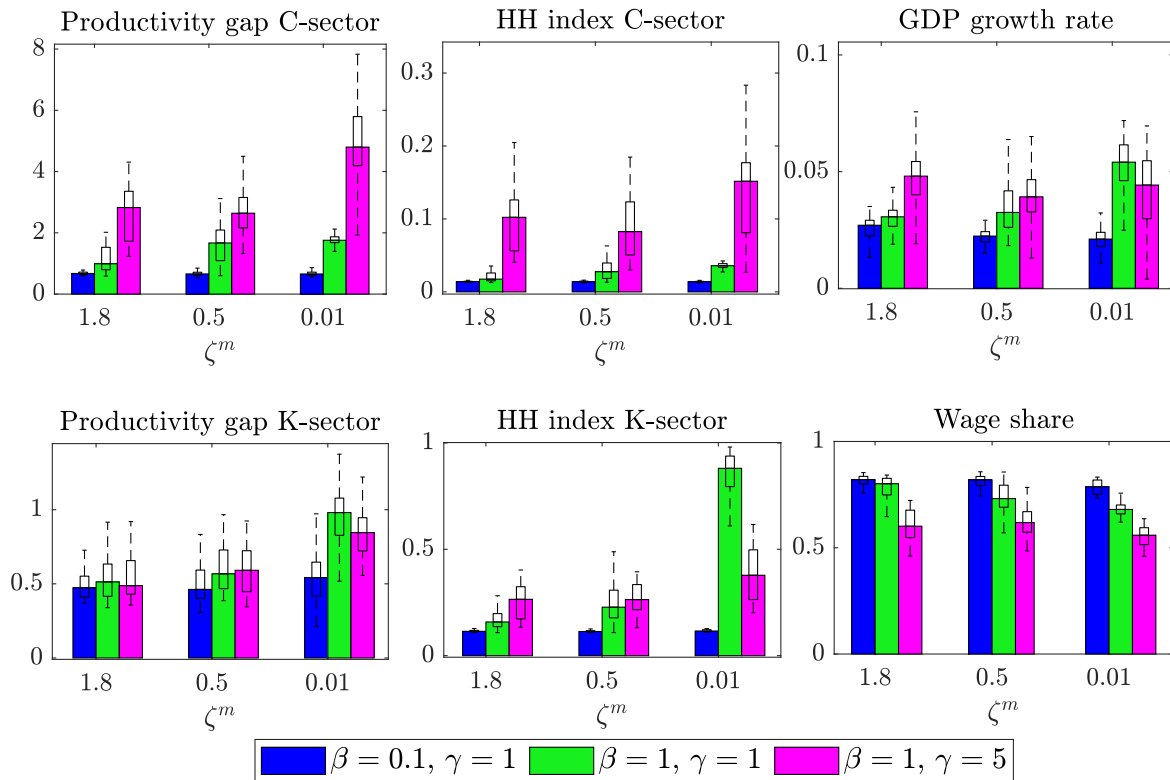 Productivity gap C-sector
8
6
4
2
0
1.8 0.5 0.01
ζ^m
HH index C-sector
0.3
0.2
0.1
0
1.8 0.5 0.01
ζ^m
GDP growth rate
0.1
0.05
0
1.8 0.5 0.01
ζ^m
Productivity gap K-sector
1
0.5
0
1.8 0.5 0.01
ζ^m
HH index K-sector
1
0.5
0
1.8 0.5 0.01
ζ^m
Wage share
1
0.5
0
1.8 0.5 0.01
ζ^m
β = 0.1, γ = 1 β = 1, γ = 1 β = 1, γ = 5